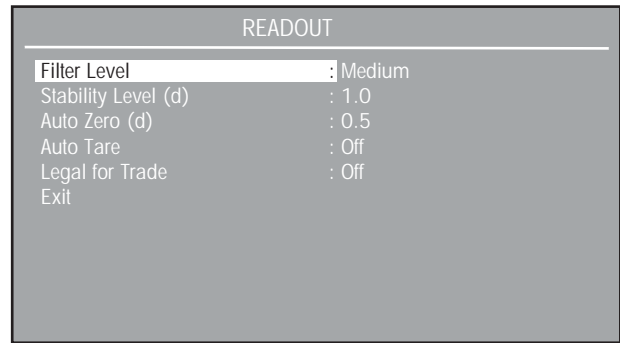 READOUT
Filter Level : Medium
Stability Level (d) : 1.0
Auto Zero (d) : 0.5
Auto Tare : Off
Legal for Trade : Off
Exit